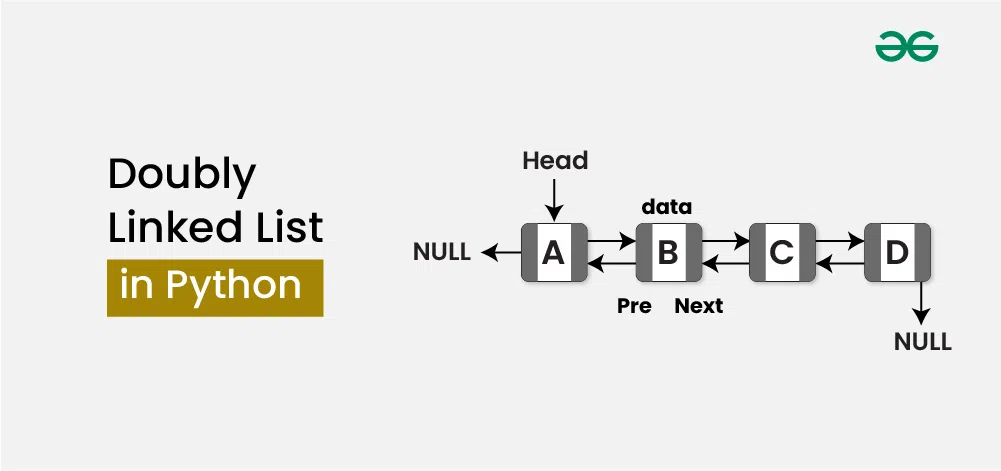 Doubly
Linked List
in Python
Head
data
NULL
A
B
C
D
Pre
Next
NULL